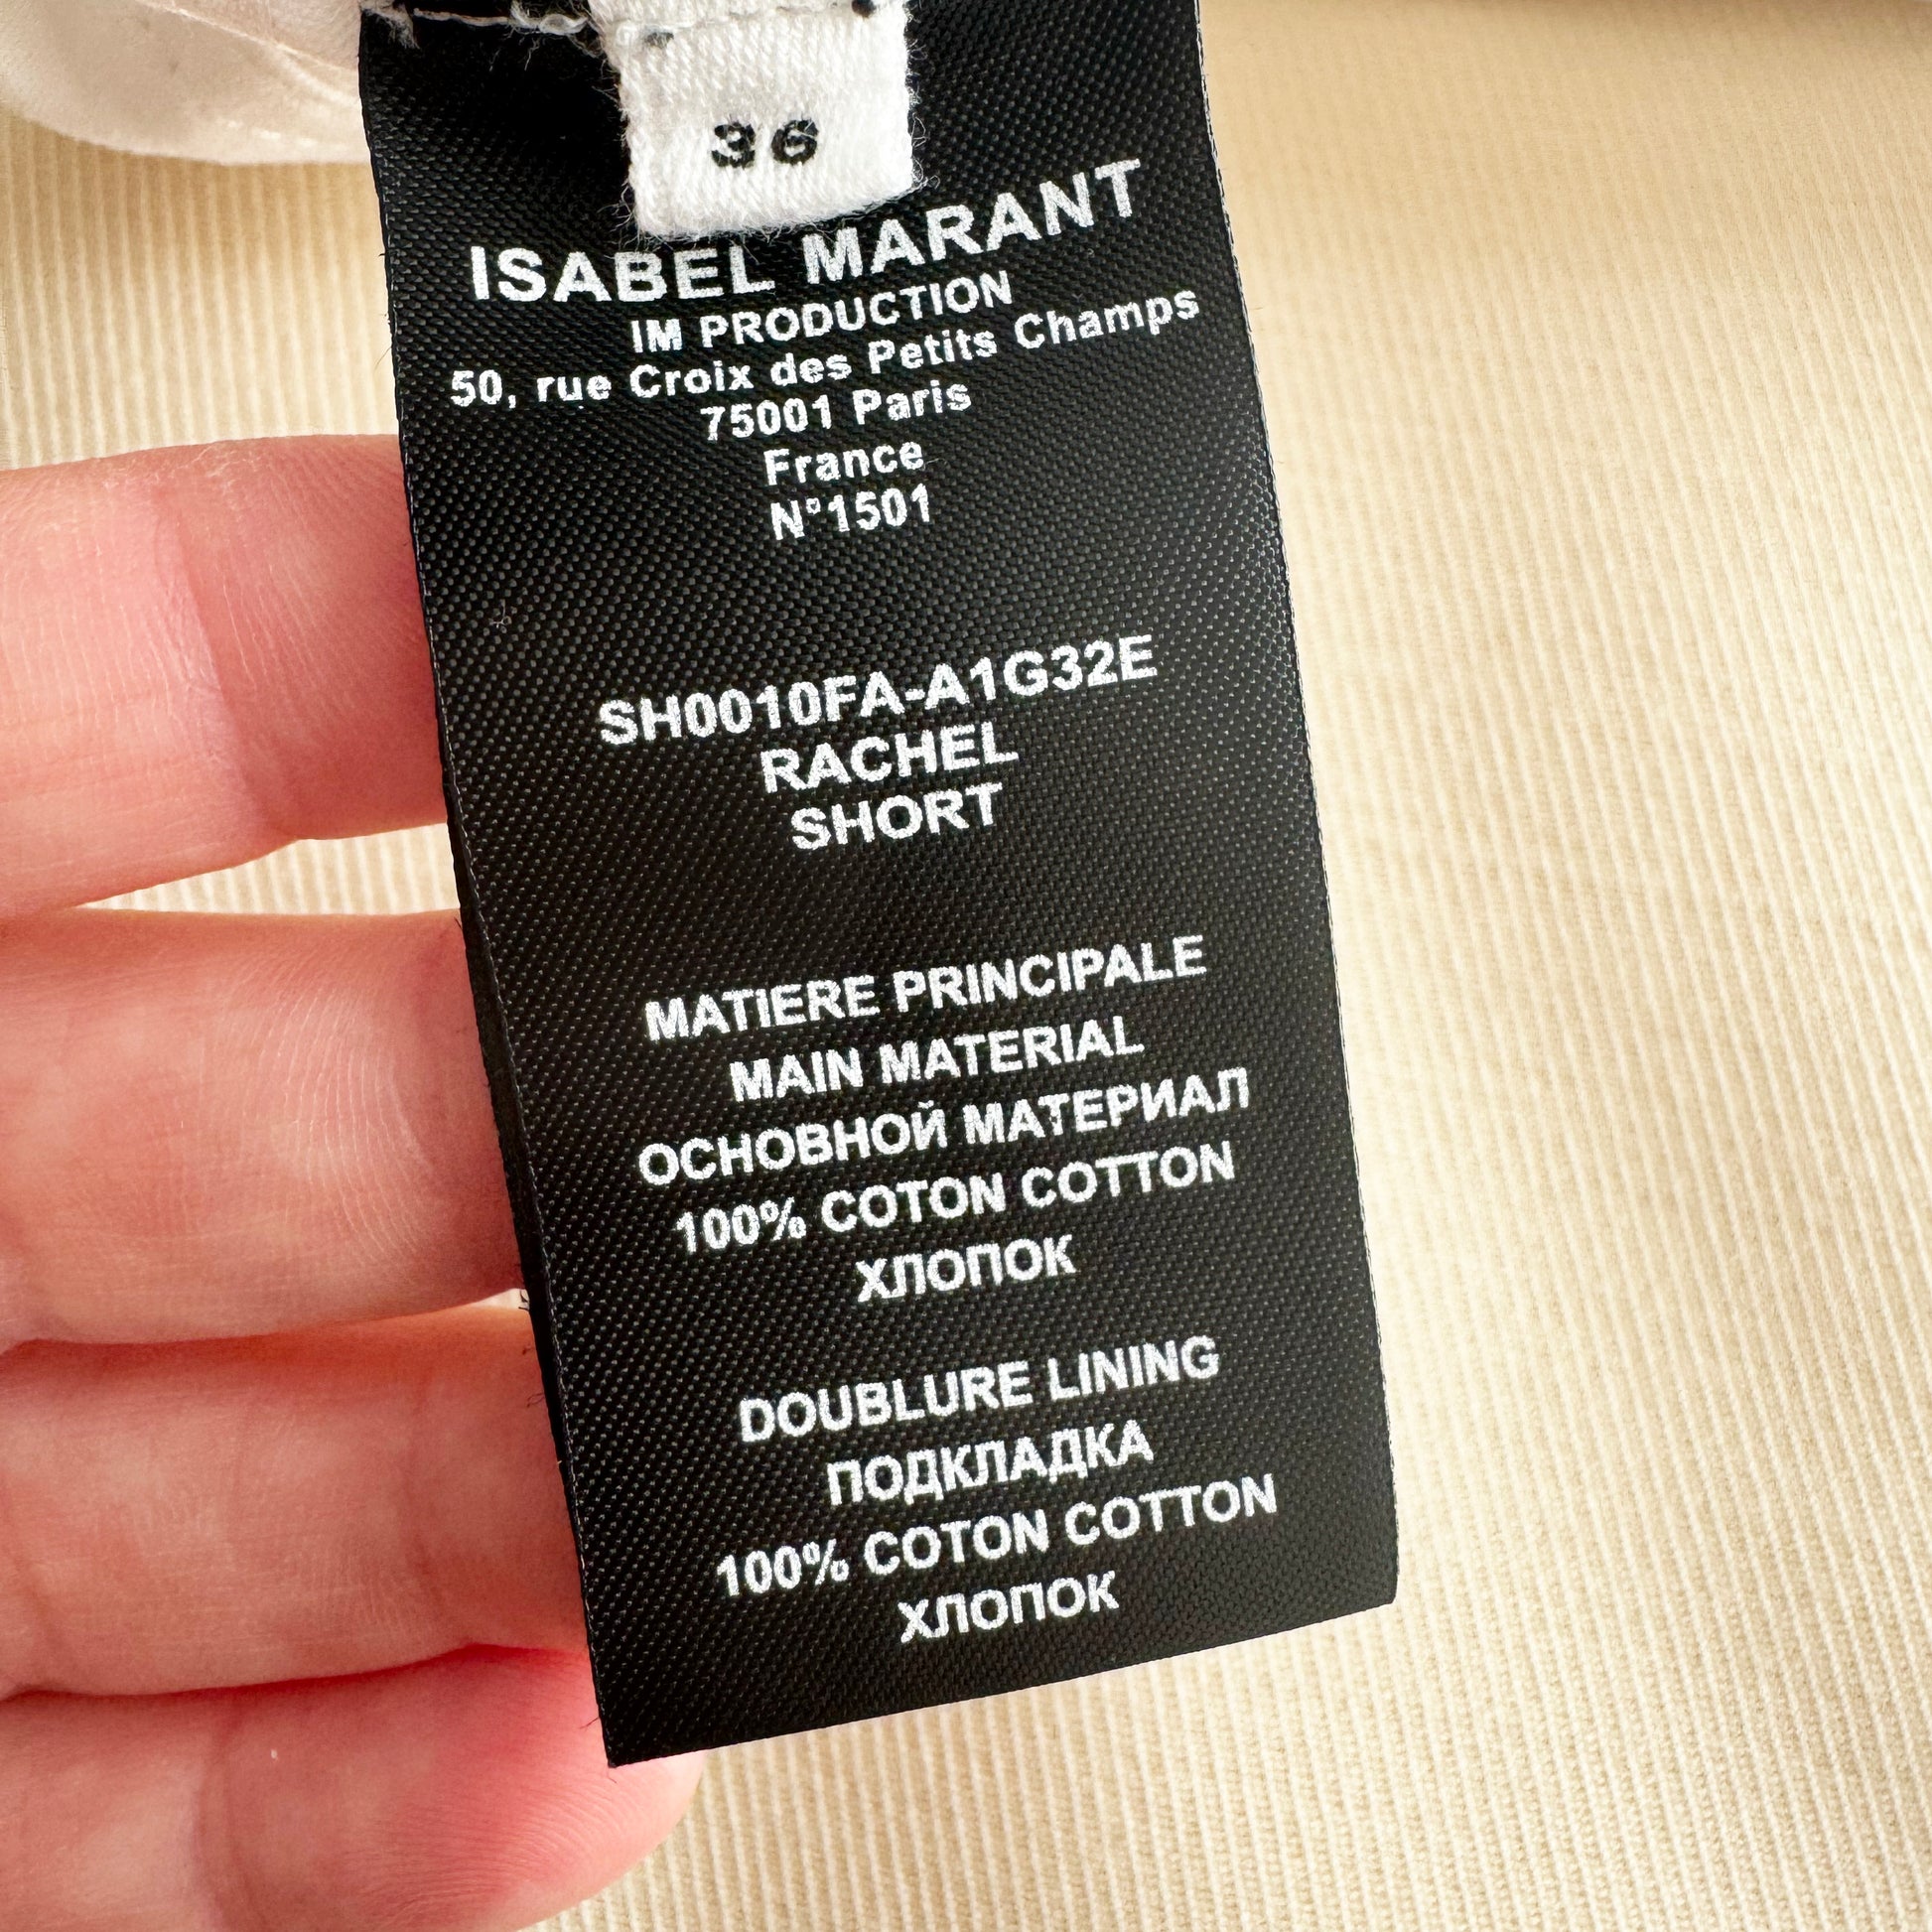 36
ISABEL MARANT
IM PRODUCTION
50, rue Croix des Petits Champs
75001 Paris
France
N°1501
SH0010FA-A1G32E
RACHEL
SHORT
MATIERE PRINCIPALE
MAIN MATERIAL
ОСНОВНОЙ МАТЕРИАЛ
100% COTON COTTON
ХЛОПОК
DOUBLURE LINING
ПОДКЛАДКА
100% COTON COTTON
ХЛОПОК